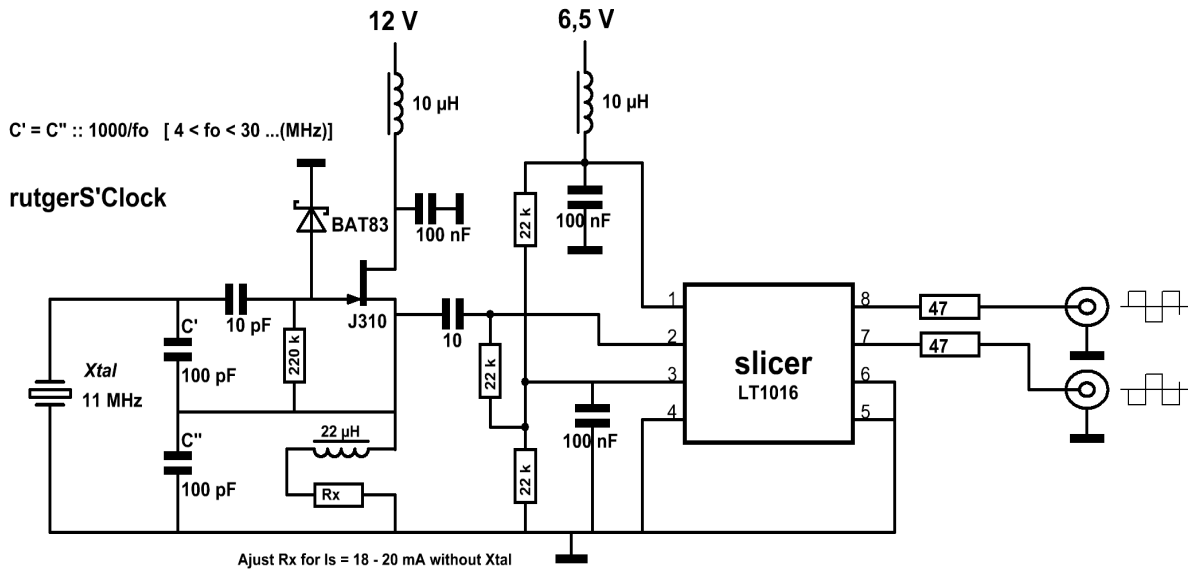 12 V
6,5 V
10 µH
10 µH
C' = C" :: 1000/fo [ 4 < fo < 30 ...(MHz)]
rutgerS'Clock
BAT83
100 nF
22 k
100 nF
J310
10 pF
C'
100 pF
220 k
10
22 k
Xtal
11 MHz
C"
100 pF
22 µH
Rx
22 k
100 nF
1
2
3
4
slicer
LT1016
8
7
6
5
47
47
Ajust Rx for Is = 18 - 20 mA without Xtal